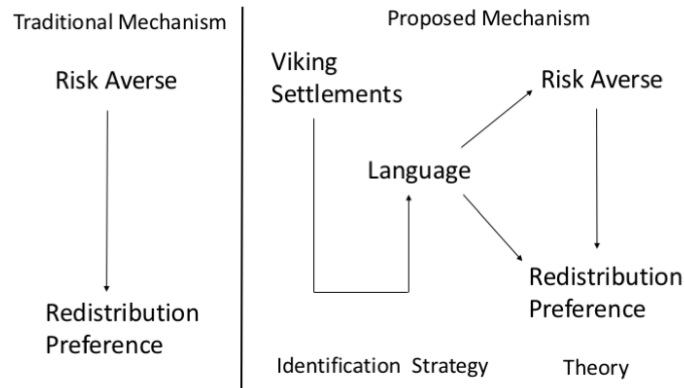 Traditional Mechanism
Risk Averse
Redistribution
Preference
Proposed Mechanism
Viking
Settlements
Language
Risk Averse
Redistribution
Preference
Identification Strategy
Theory